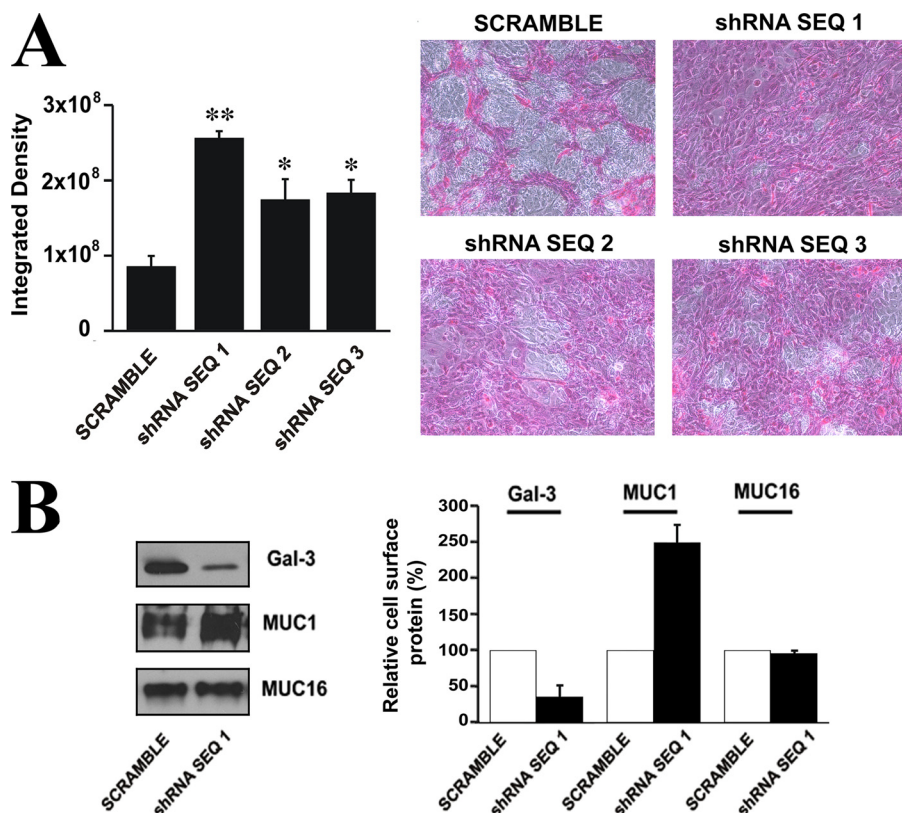 A
SCRAMBLE
shRNA SEQ 1
shRNA SEQ 2
shRNA SEQ 3
Integrated Density
3x10⁸
2x10⁸
1x10⁸
0
**
*
*
SCRAMBLE
shRNA SEQ 1
shRNA SEQ 2
shRNA SEQ 3
B
Gal-3
MUC1
MUC16
SCRAMBLE
shRNA SEQ 1
Relative cell surface
protein (%)
300
250
200
150
100
50
0
Gal-3
MUC1
MUC16
SCRAMBLE
shRNA SEQ 1
SCRAMBLE
shRNA SEQ 1
SCRAMBLE
shRNA SEQ 1